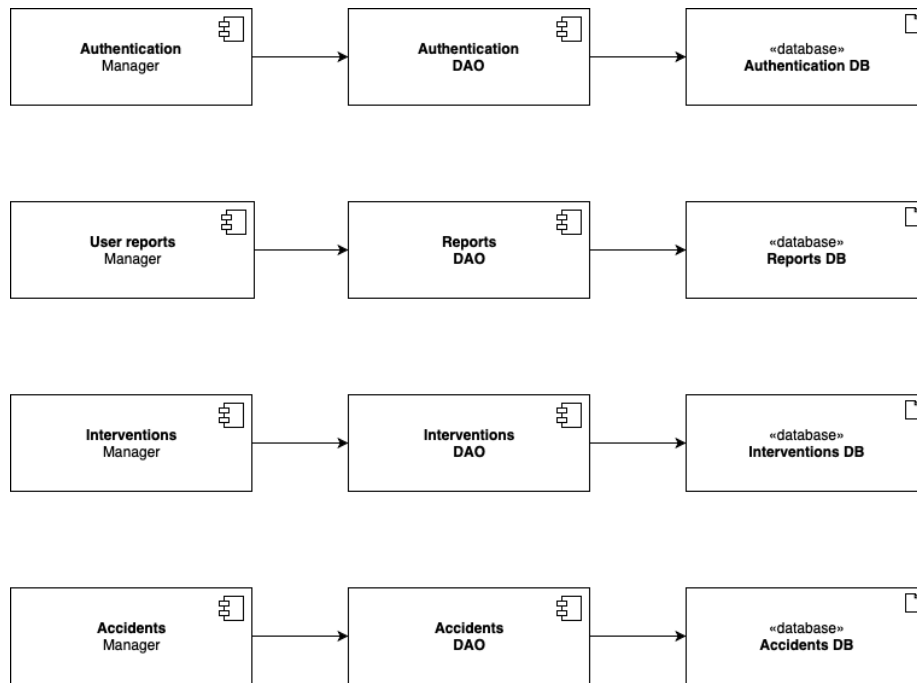 Authentication
Manager
Authentication
DAO
«database»
Authentication DB
User reports
Manager
Reports
DAO
«database»
Reports DB
Interventions
Manager
Interventions
DAO
«database»
Interventions DB
Accidents
Manager
Accidents
DAO
«database»
Accidents DB